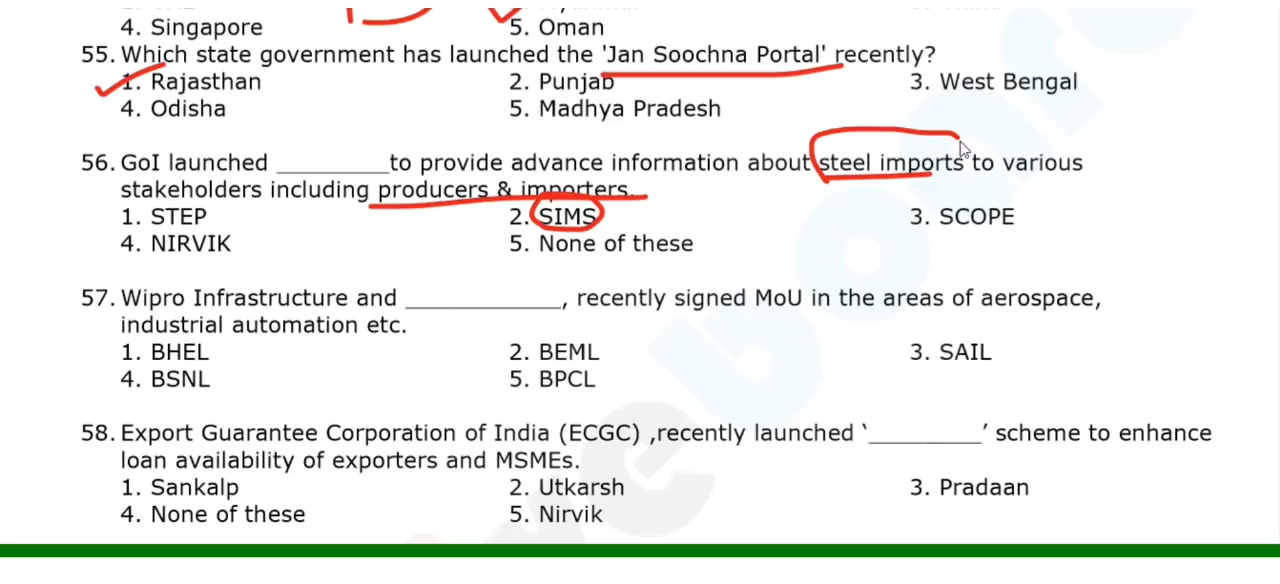 4. Singapore 5. Oman
55. Which state government has launched the 'Jan Soochna Portal' recently?
1. Rajasthan 2. Punjab 3. West Bengal
4. Odisha 5. Madhya Pradesh
56. GoI launched _________to provide advance information about steel imports to various
stakeholders including producers & importers.
1. STEP 2. SIMS 3. SCOPE
4. NIRVIK 5. None of these
57. Wipro Infrastructure and _____________, recently signed MoU in the areas of aerospace,
industrial automation etc.
1. BHEL 2. BEML 3. SAIL
4. BSNL 5. BPCL
58. Export Guarantee Corporation of India (ECGC) ,recently launched ‘_________’ scheme to enhance
loan availability of exporters and MSMEs.
1. Sankalp 2. Utkarsh 3. Pradaan
4. None of these 5. Nirvik